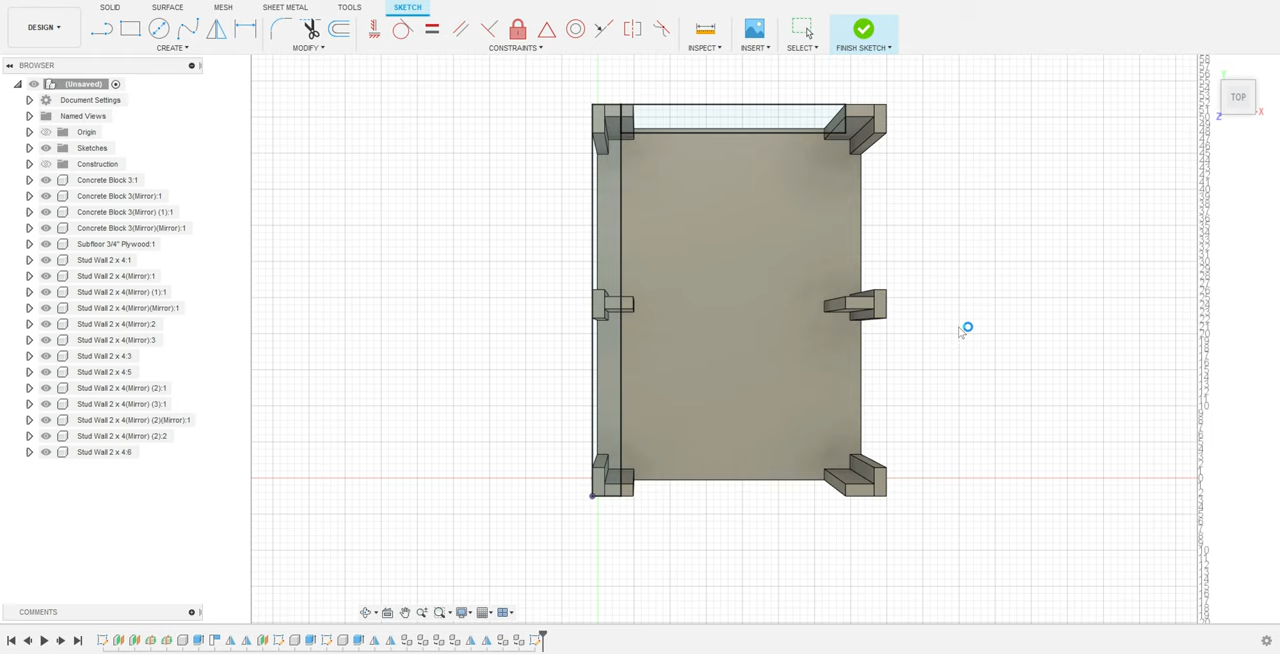 SOLID SURFACE MESH SHEET METAL TOOLS SKETCH
DESIGN
CREATE MODIFY CONSTRAINTS INSPECT INSERT SELECT FINISH SKETCH
BROWSER
(Unsaved)
Document Settings
Named Views
Origin
Sketches
Construction
Concrete Block 3:1
Concrete Block 3(Mirror):1
Concrete Block 3(Mirror) (1):1
Concrete Block 3(Mirror)(Mirror):1
Subfloor 3/4" Plywood:1
Stud Wall 2 x 4:1
Stud Wall 2 x 4(Mirror):1
Stud Wall 2 x 4(Mirror) (1):1
Stud Wall 2 x 4(Mirror)(Mirror):1
Stud Wall 2 x 4(Mirror):2
Stud Wall 2 x 4(Mirror):3
Stud Wall 2 x 4:3
Stud Wall 2 x 4:5
Stud Wall 2 x 4(Mirror) (2):1
Stud Wall 2 x 4(Mirror) (3):1
Stud Wall 2 x 4(Mirror) (2)(Mirror):1
Stud Wall 2 x 4(Mirror) (2):2
Stud Wall 2 x 4:6
TOP
Y
X
Z
COMMENTS